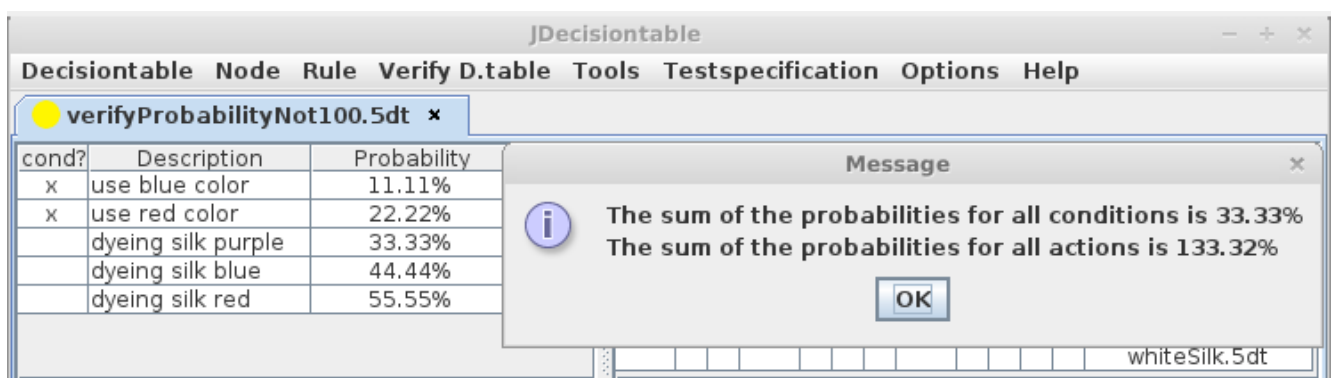 JDecisiontable
Decisiontable Node Rule Verify D.table Tools Testspecification Options Help
verifyProbabilityNot100.5dt ×
cond? Description Probability
x use blue color 11.11%
x use red color 22.22%
dyeing silk purple 33.33%
dyeing silk blue 44.44%
dyeing silk red 55.55%
Message
The sum of the probabilities for all conditions is 33.33%
The sum of the probabilities for all actions is 133.32%
OK
whiteSilk.5dt